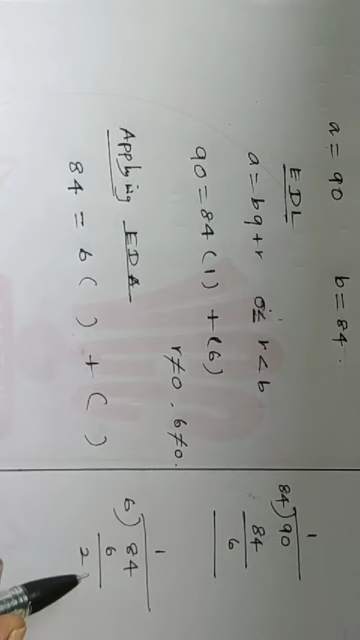 a = 90 b = 84.
EDL
a = bq + r 0 ≤ r < b
90 = 84 ( 1 ) + (6)
r ≠ 0. 6 ≠ 0.
Applying EDA
84 = 6 ( ) + ( )
1
84) 90
84
6
1
6) 84
6
2